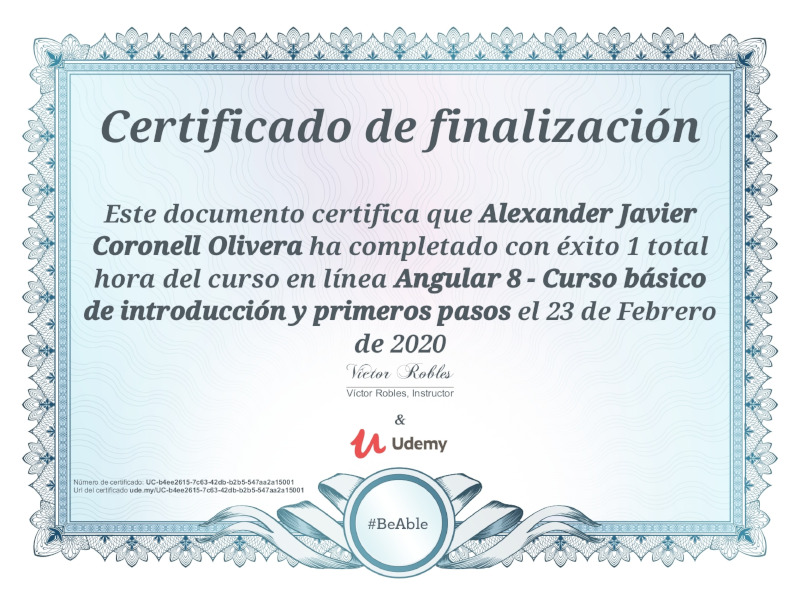 Certificado de finalización
Este documento certifica que Alexander Javier
Coronell Olivera ha completado con éxito 1 total
hora del curso en línea Angular 8 - Curso básico
de introducción y primeros pasos el 23 de Febrero
de 2020
Víctor Robles
Víctor Robles, Instructor
&
Udemy
Número de certificado: UC-b4ee2615-7c63-42db-b2b5-547aa2a15001
Url del certificado ude.my/UC-b4ee2615-7c63-42db-b2b5-547aa2a15001
#BeAble